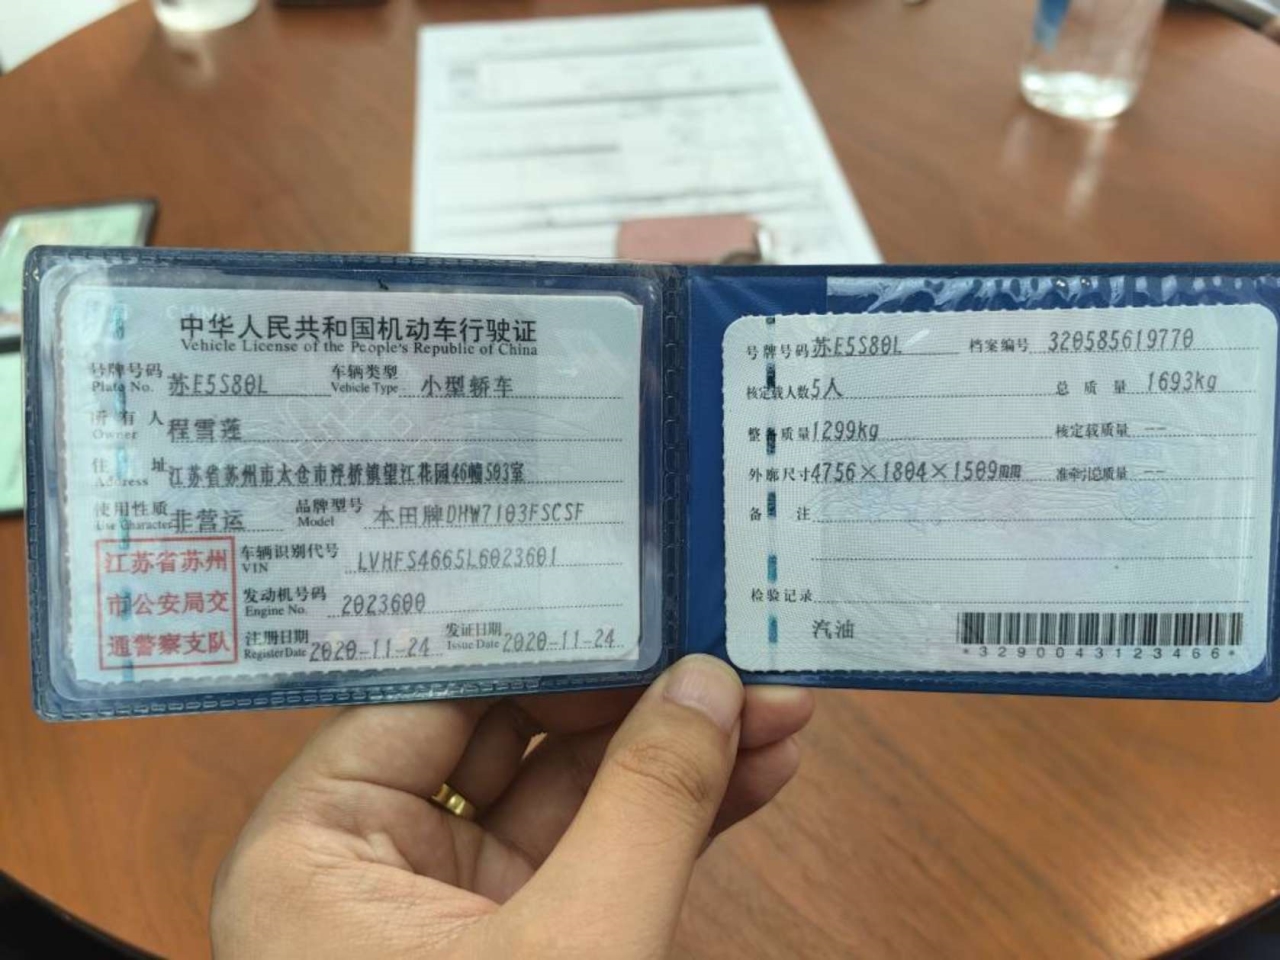 中华人民共和国机动车行驶证
Vehicle License of the People's Republic of China
号牌号码 Plate No. 苏E5S80L 车辆类型 Vehicle Type 小型轿车
所有人 Owner 程雪莲
住址 Address 江苏省苏州市太仓市浮桥镇望江花园46幢503室
使用性质 Use Character 非营运 品牌型号 Model 本田牌DHW7103FSCSF
江苏省苏州
市公安局交
通警察支队
车辆识别代号 VIN LVHFS4665L6023601
发动机号码 Engine No. 2023600
注册日期 Register Date 2020-11-24 发证日期 Issue Date 2020-11-24
号牌号码 苏E5S80L 档案编号 320585619770
核定载人数 5人 总质量 1693kg
整备质量 1299kg 核定载质量 --
外廓尺寸 4756×1804×1509mm 准牵引总质量 --
备注
检验记录
汽油
*3290043123466*